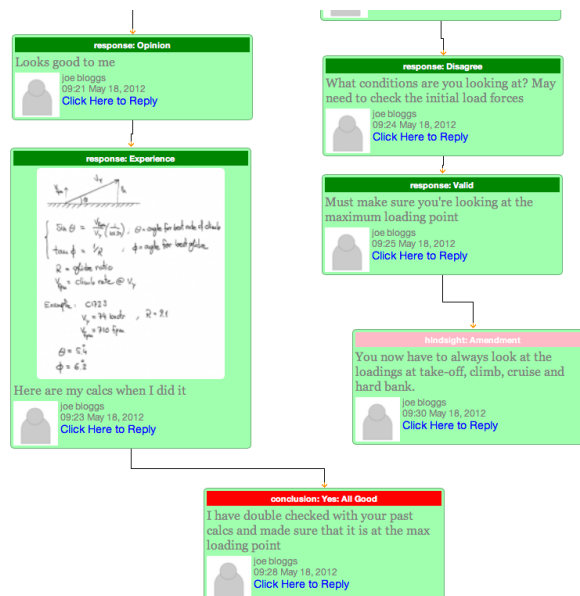 response: Opinion
Looks good to me
joe bloggs
09:21 May 18, 2012
Click Here to Reply
response: Experience
Sin θ =
θ = angle for best rate of climb
tan ϕ = 1/R , ϕ = angle for best glide
R = glide ratio
= climb rate @ Vy
Example: C172S
Vy = 74 knots , R = 9.1
= 710 fpm
θ = 5.4°
ϕ = 6.2°
Here are my calcs when I did it
joe bloggs
09:23 May 18, 2012
Click Here to Reply
response: Disagree
What conditions are you looking at? May
need to check the initial load forces
joe bloggs
09:24 May 18, 2012
Click Here to Reply
response: Valid
Must make sure you're looking at the
maximum loading point
joe bloggs
09:25 May 18, 2012
Click Here to Reply
hindsight: Amendment
You now have to always look at the
loadings at take-off, climb, cruise and
hard bank.
joe bloggs
09:30 May 18, 2012
Click Here to Reply
conclusion: Yes: All Good
I have double checked with your past
calcs and made sure that it is at the max
loading point
joe bloggs
09:28 May 18, 2012
Click Here to Reply